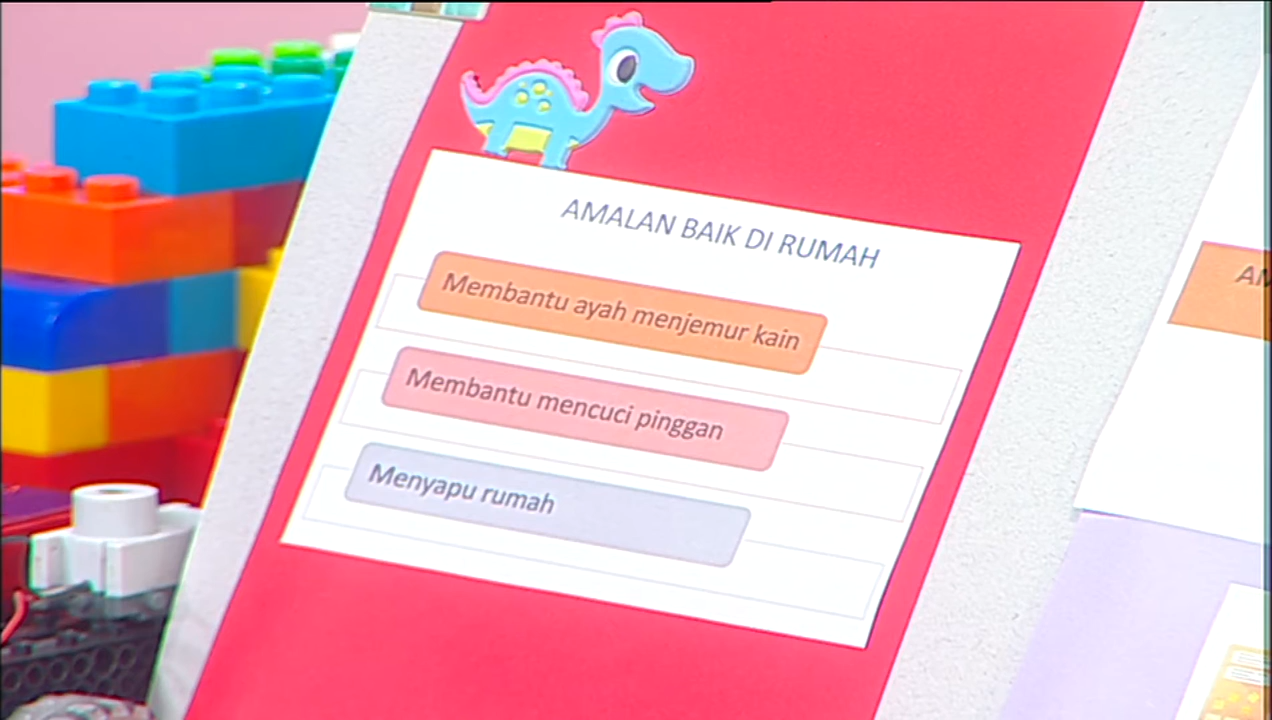 AMALAN BAIK DI RUMAH
Membantu ayah menjemur kain
Membantu mencuci pinggan
Menyapu rumah